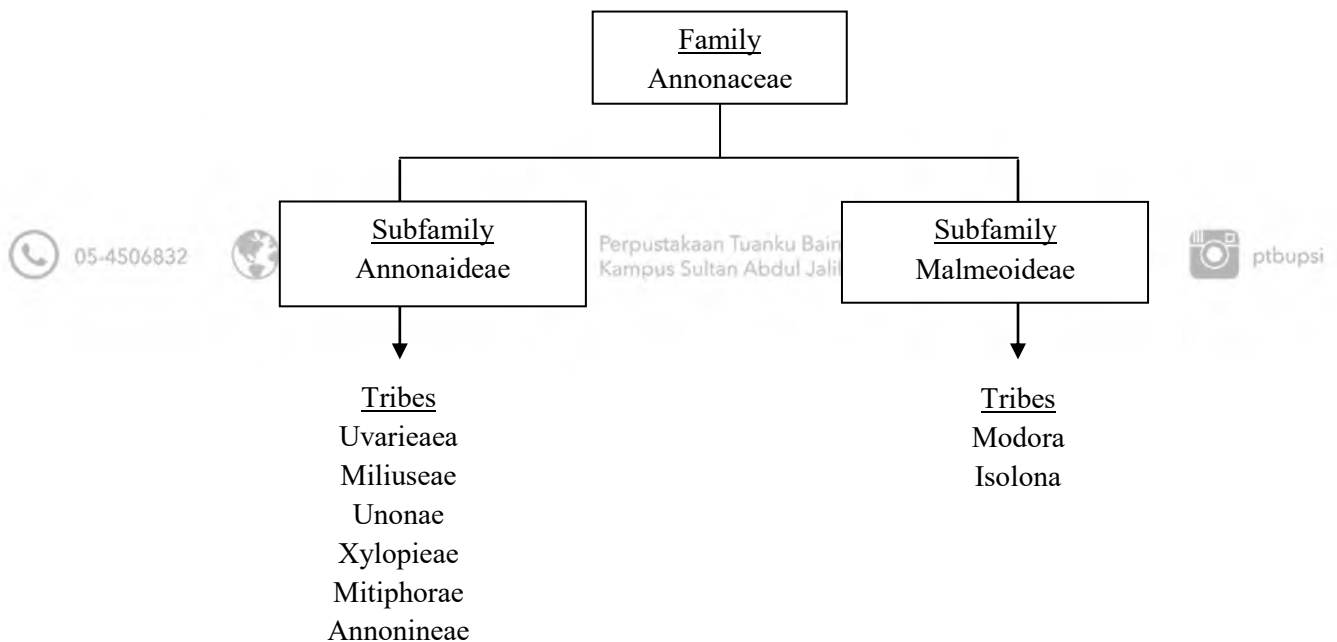 Family
Annonaceae
Subfamily
Annonaideae
Subfamily
Malmeoideae
05-4506832
Perpustakaan Tuanku Bain
Kampus Sultan Abdul Jalil
ptbupsi
Tribes
Uvarieaea
Miliuseae
Unonae
Xylopieae
Mitiphorae
Annonineae
Tribes
Modora
Isolona